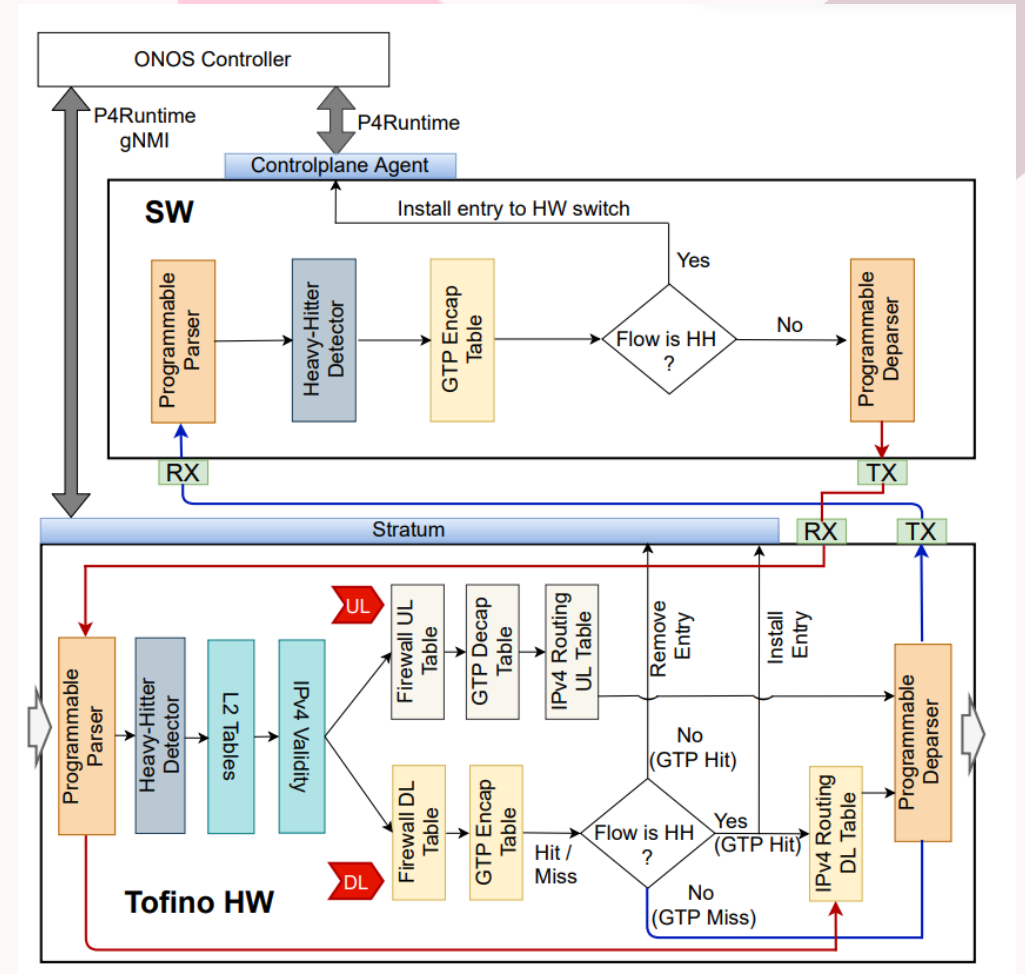 ONOS Controller
P4Runtime
gNMI
P4Runtime
Controlplane Agent
SW
Install entry to HW switch
Yes
Programmable
Parser
Heavy-Hitter
Detector
GTP Encap
Table
Flow is HH
?
No
Programmable
Deparser
RX
TX
Stratum
RX
TX
UL
Firewall UL
Table
GTP Decap
Table
IPv4 Routing
UL Table
Remove
Entry
Install
Entry
Programmable
Parser
Heavy-Hitter
Detector
L2 Tables
IPv4 Validity
No
(GTP Hit)
Programmable
Deparser
DL
Firewall DL
Table
GTP Encap
Table
Hit /
Miss
Flow is HH
?
Yes
(GTP Hit)
IPv4 Routing
DL Table
No
(GTP Miss)
Tofino HW